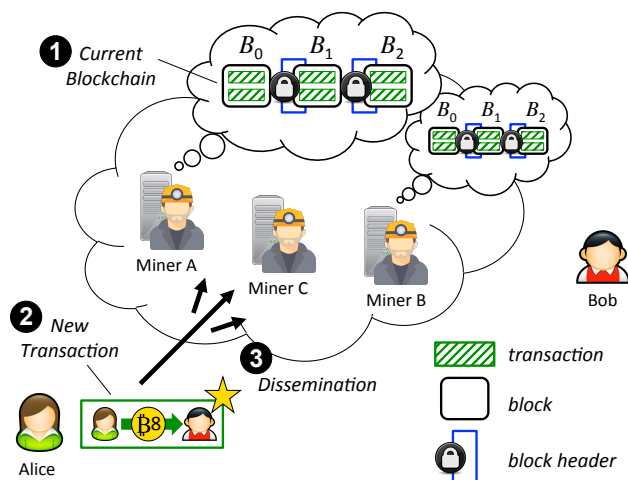 1 Current Blockchain
B0 B1 B2
B0 B1 B2
Miner A
Miner C
Miner B
Bob
2 New Transaction
3 Dissemination
₿8
Alice
transaction
block
block header